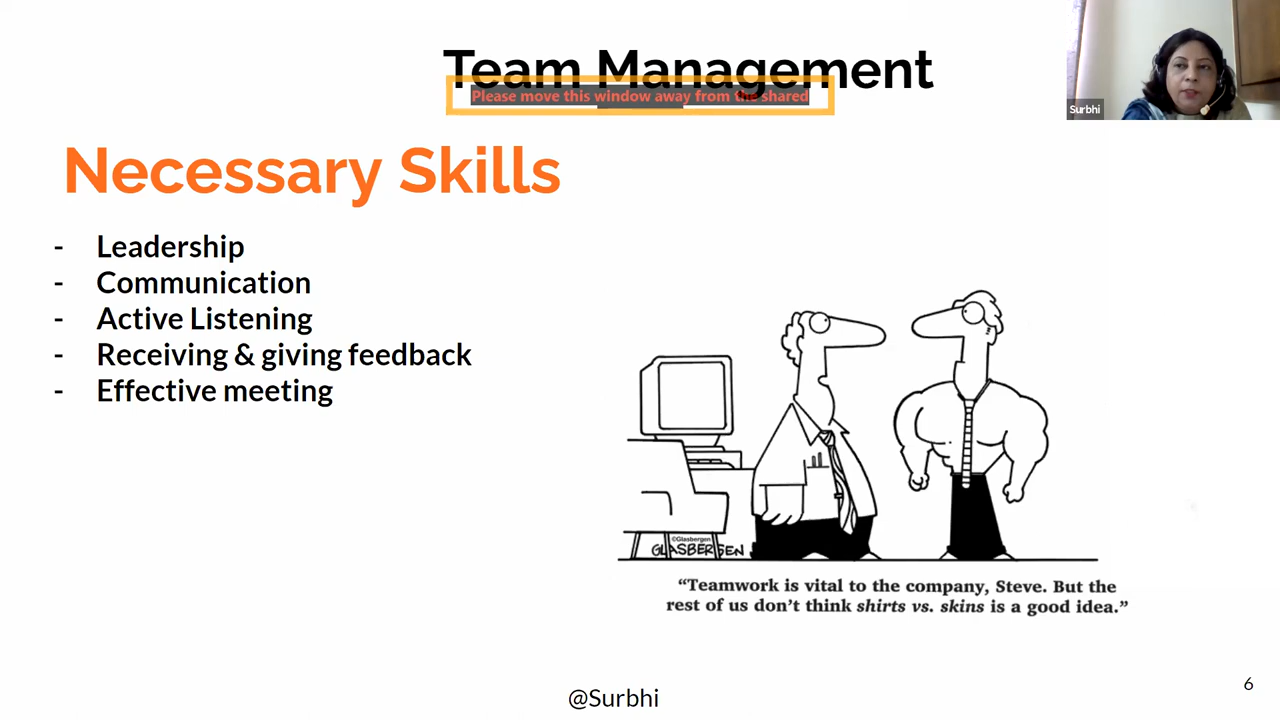 Team Management
Please move this window away from the shared
Surbhi
Necessary Skills
- Leadership
- Communication
- Active Listening
- Receiving & giving feedback
- Effective meeting
©Glasbergen
GLASBERGEN
“Teamwork is vital to the company, Steve. But the
rest of us don’t think shirts vs. skins is a good idea.”
@Surbhi
6